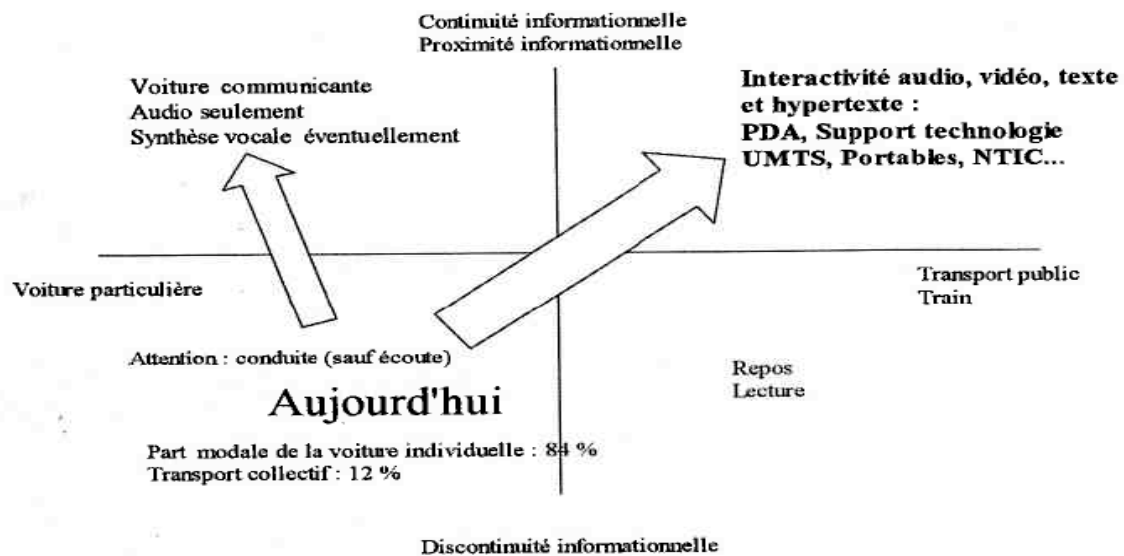 Continuité informationnelle
Proximité informationnelle
Voiture communicante
Audio seulement
Synthèse vocale éventuellement
Interactivité audio, vidéo, texte
et hypertexte :
PDA, Support technologie
UMTS, Portables, NTIC...
Voiture particulière
Transport public
Train
Attention : conduite (sauf écoute)
Repos
Lecture
Aujourd'hui
Part modale de la voiture individuelle : 84 %
Transport collectif : 12 %
Discontinuité informationnelle